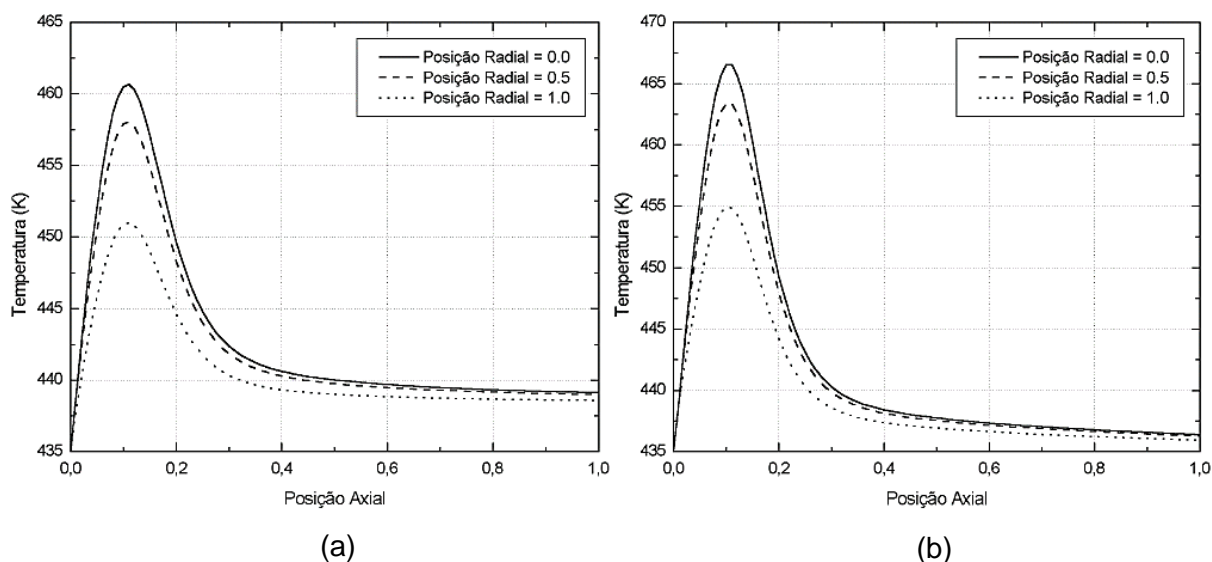 465
460
455
450
445
440
435
Temperatura (K)
0,0
0,2
0,4
0,6
0,8
1,0
Posição Axial
Posição Radial = 0.0
Posição Radial = 0.5
Posição Radial = 1.0
(a)
470
465
460
455
450
445
440
435
Temperatura (K)
0,0
0,2
0,4
0,6
0,8
1,0
Posição Axial
Posição Radial = 0.0
Posição Radial = 0.5
Posição Radial = 1.0
(b)